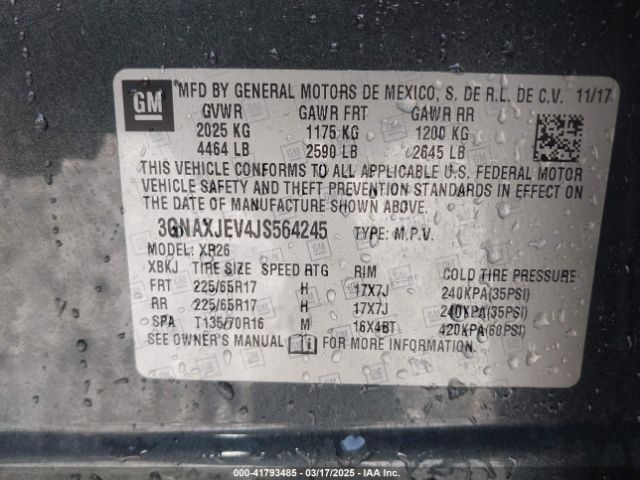 GM
*MFD BY GENERAL MOTORS DE MEXICO, S. DE R.L. DE C.V. 11/17
GVWR GAWR FRT GAWR RR
2025 KG 1175 KG 1200 KG
4464 LB 2590 LB 2645 LB
THIS VEHICLE CONFORMS TO ALL APPLICABLE U.S. FEDERAL MOTOR
VEHICLE SAFETY AND THEFT PREVENTION STANDARDS IN EFFECT ON
THE DATE OF MANUFACTURE SHOWN ABOVE.
3GNAXJEV4JS564245 TYPE: M.P.V.
MODEL: XR26
XBKJ TIRE SIZE SPEED RTG RIM COLD TIRE PRESSURE
FRT 225/65R17 H 17X7J 240KPA(35PSI)
RR 225/65R17 H 17X7J 240KPA(35PSI)
SPA T135/70R16 M 16X4BT 420KPA(60PSI)
SEE OWNER'S MANUAL i FOR MORE INFORMATION.
000-41793485 - 03/17/2025 - IAAI.COM